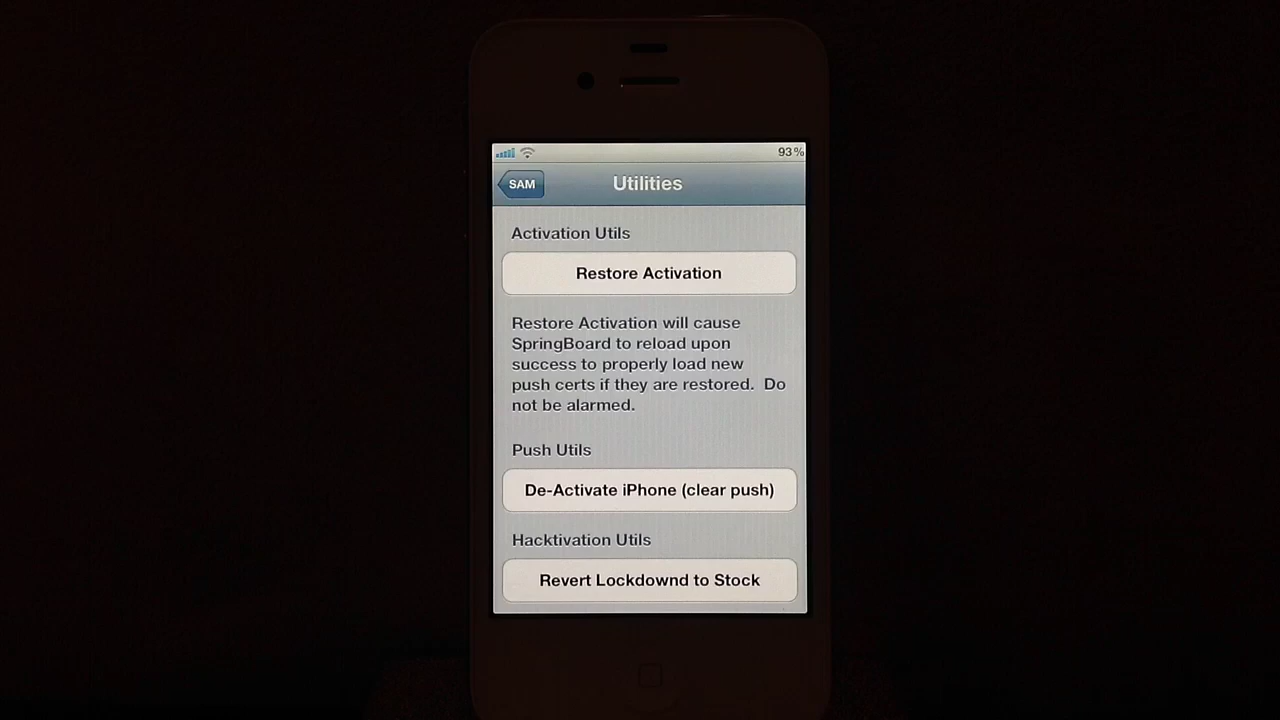 93%
SAM
Utilities
Activation Utils
Restore Activation
Restore Activation will cause
SpringBoard to reload upon
success to properly load new
push certs if they are restored.  Do
not be alarmed.
Push Utils
De-Activate iPhone (clear push)
Hacktivation Utils
Revert Lockdownd to Stock